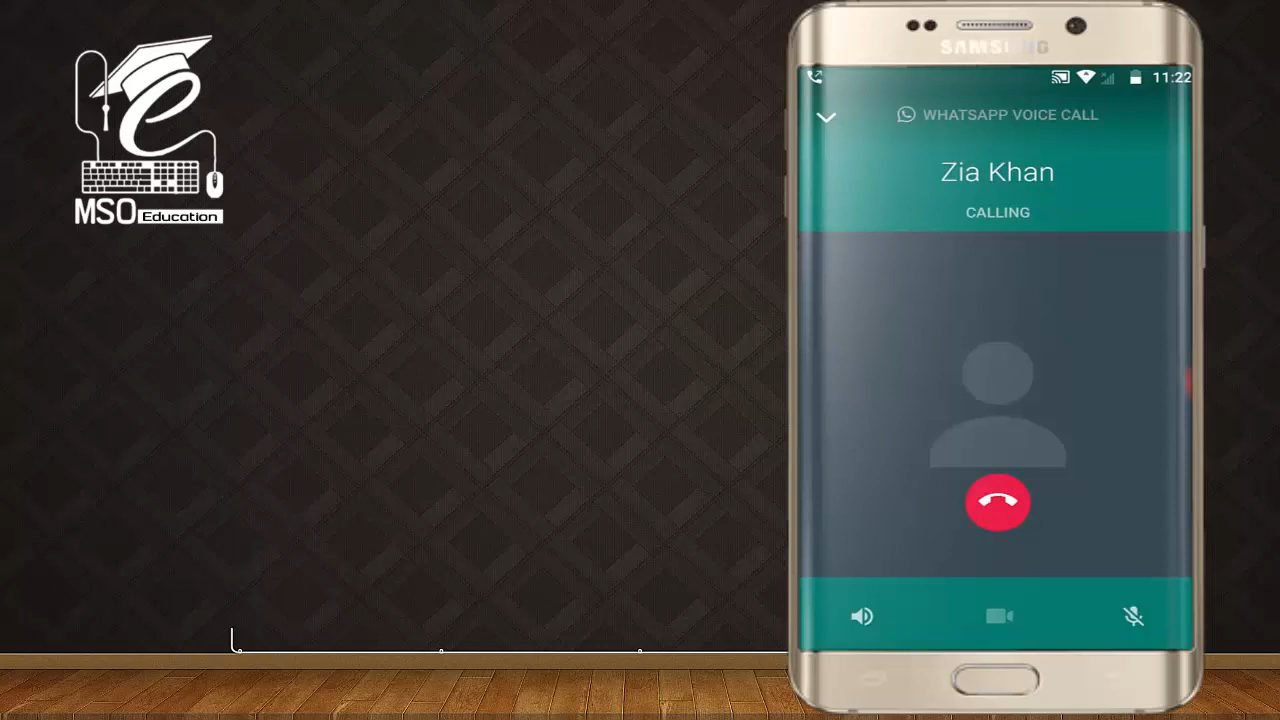 MSO Education
SAMSUNG
11:22
WHATSAPP VOICE CALL
Zia Khan
CALLING